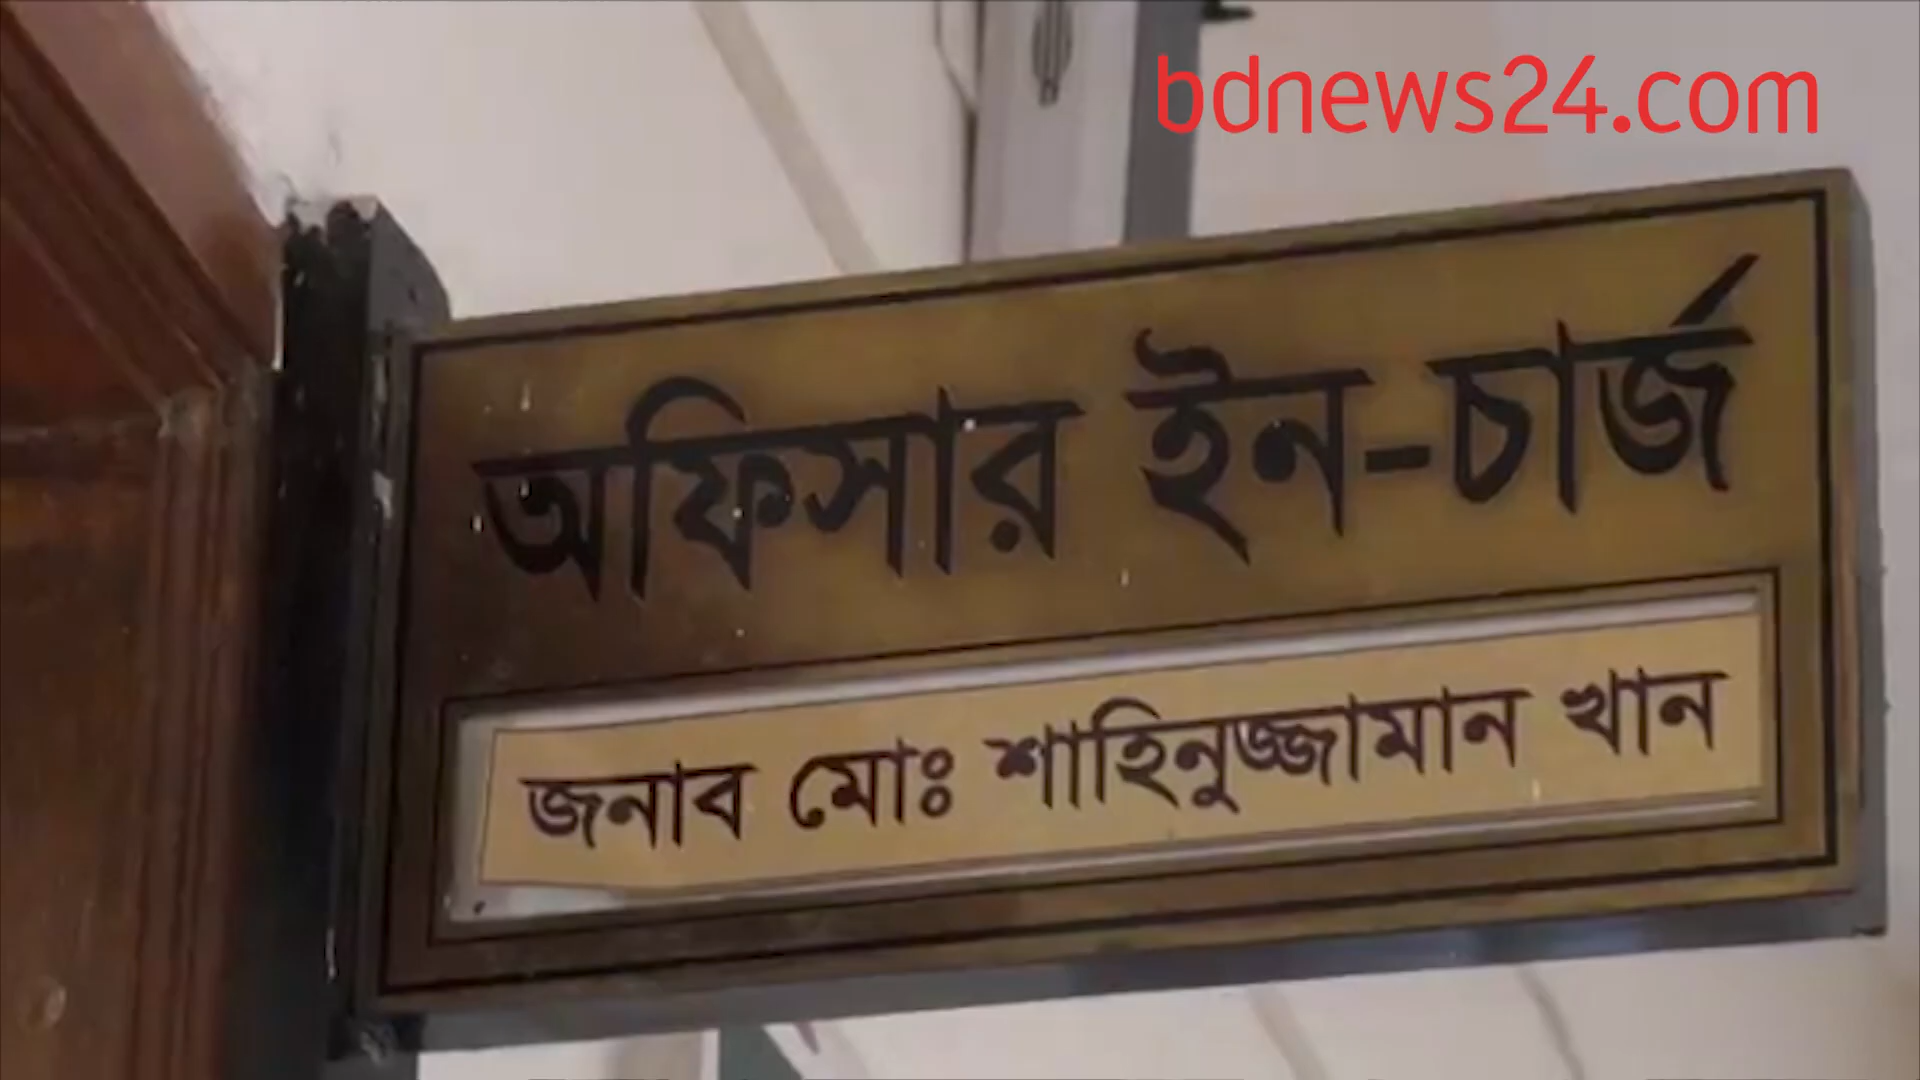 bdnews24.com
অফিসার ইন-চার্জ
জনাব মোঃ শাহিনুজ্জামান খান